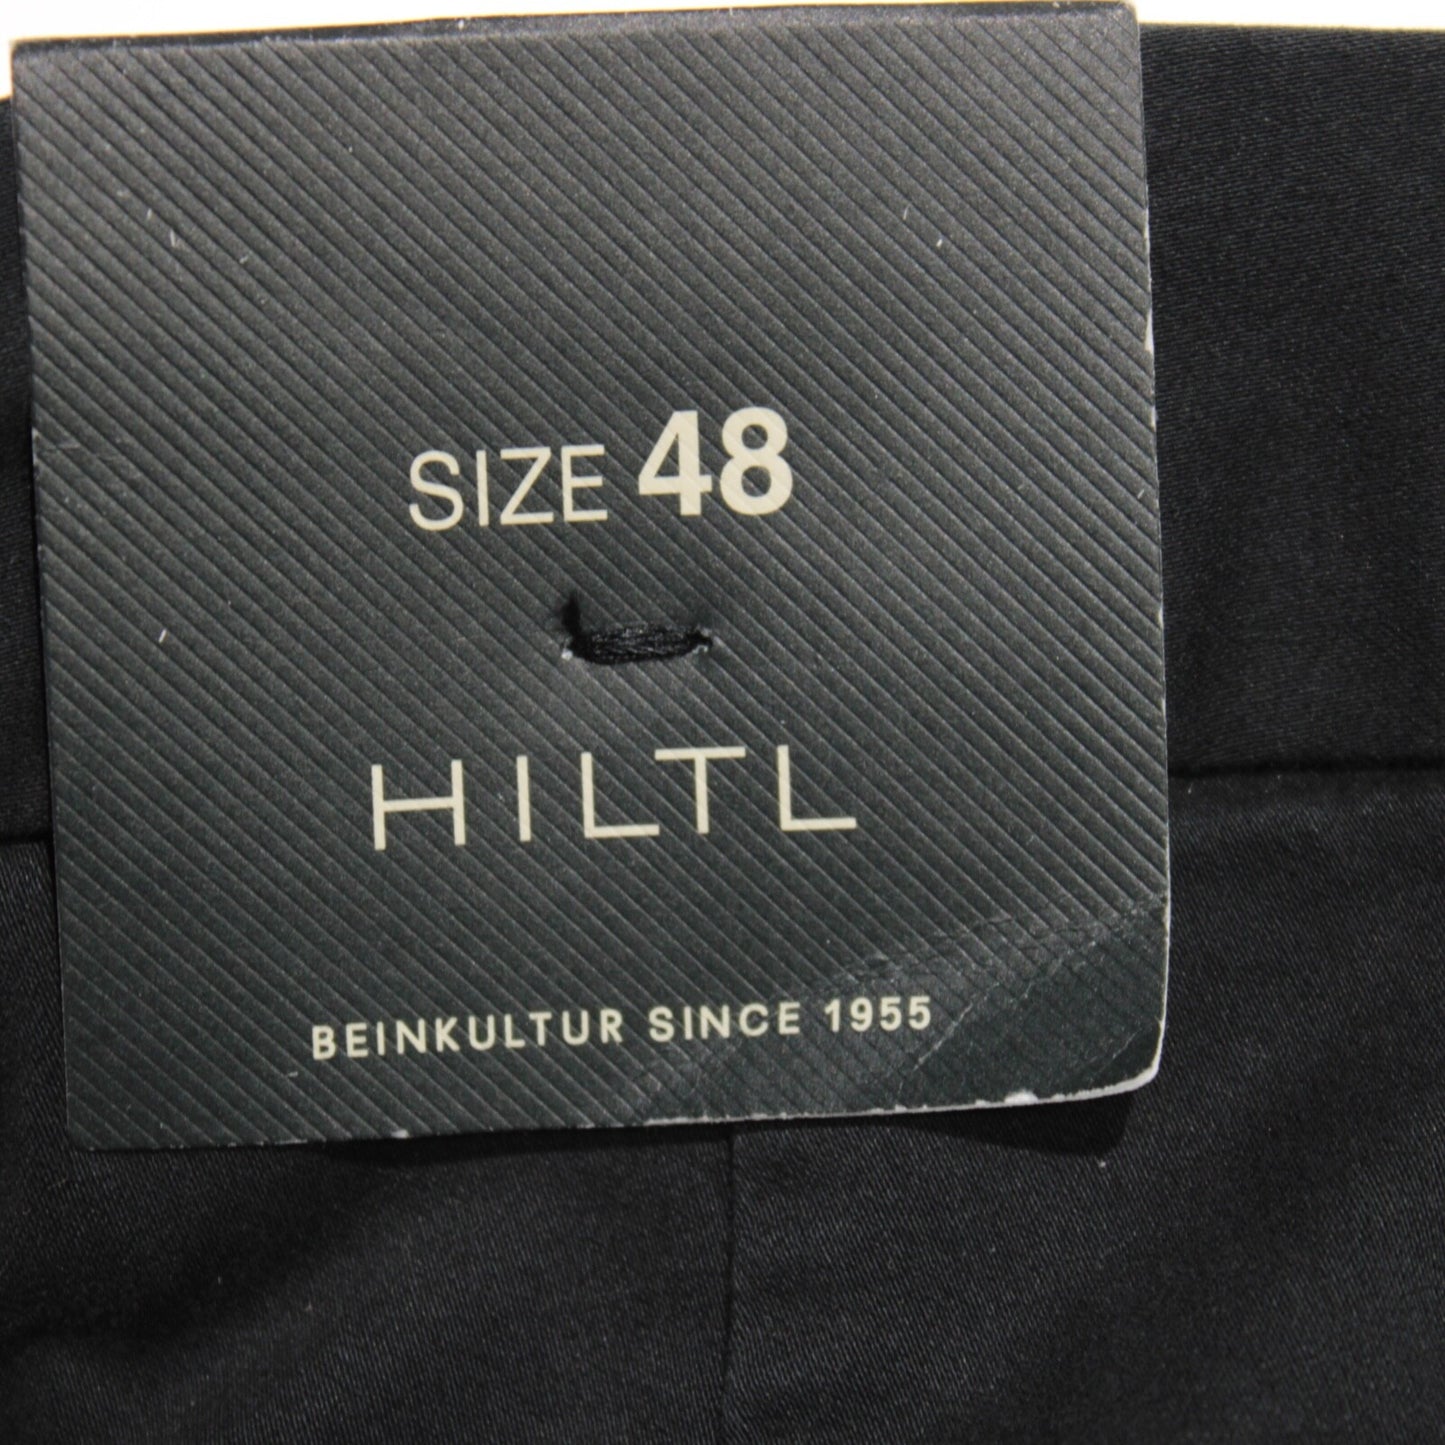 SIZE 48
HILTL
BEINKULTUR SINCE 1955